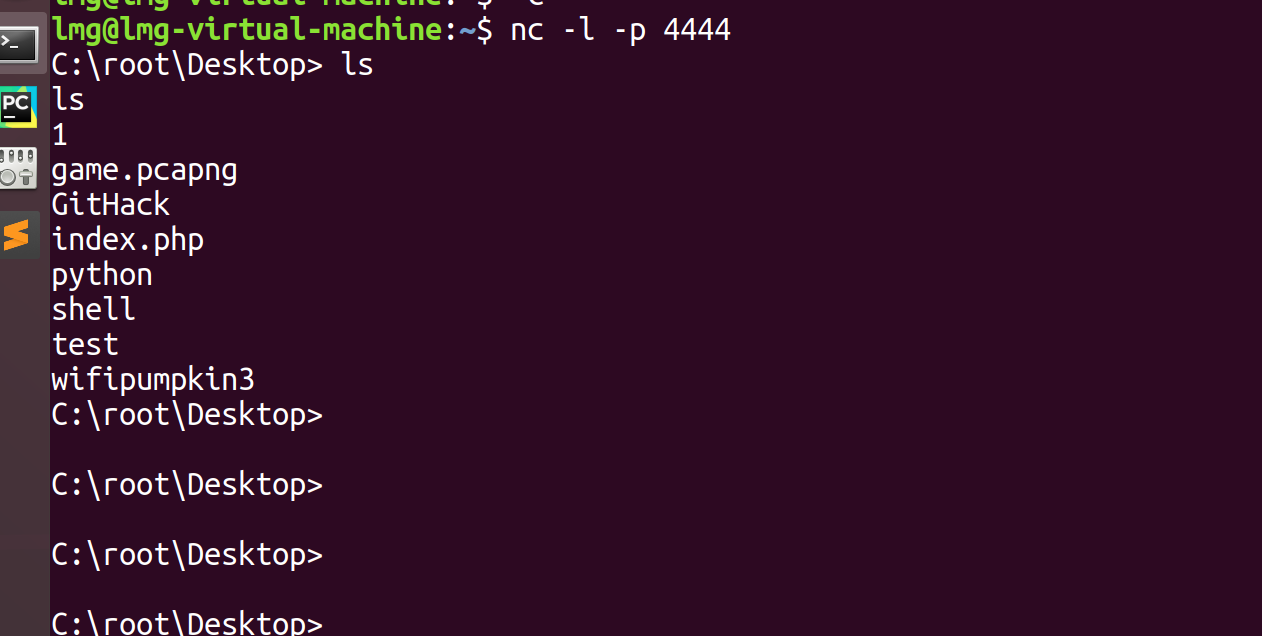 lmg@lmg-virtual-machine:~$ nc -l -p 4444
C:\root\Desktop> ls
ls
1
game.pcapng
GitHack
index.php
python
shell
test
wifipumpkin3
C:\root\Desktop>
C:\root\Desktop>
C:\root\Desktop>
C:\root\Desktop>
>_
PC